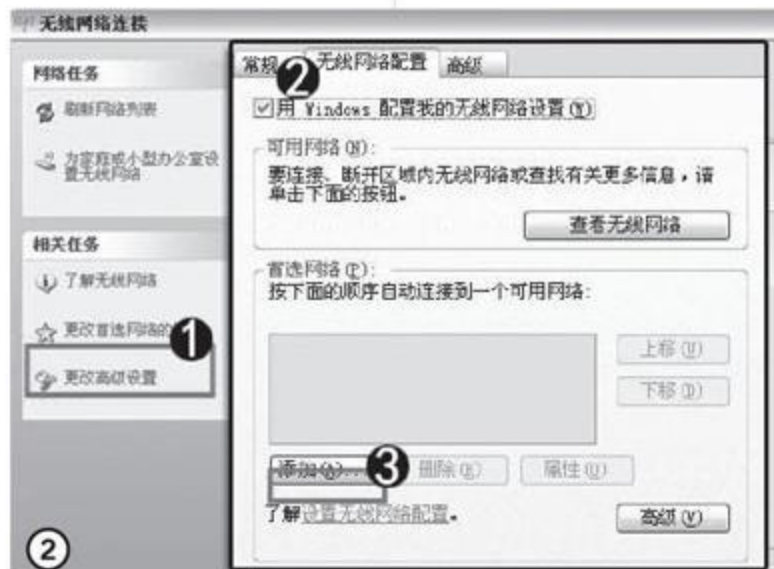 无线网络连接
网络任务
刷新网络列表
为家庭或小型办公室设
置无线网络
相关任务
了解无线网络
更改首选网络的
1
更改高级设置
②
常规
2
无线网络配置
高级
用 Windows 配置我的无线网络设置(W)
可用网络(N):
要连接、断开区域内无线网络或查找有关更多信息，请
单击下面的按钮。
查看无线网络
首选网络(P):
按下面的顺序自动连接到一个可用网络:
上移(U)
下移(D)
添加(A)...
3
删除(R)
属性(O)
了解设置无线网络配置。
高级(V)